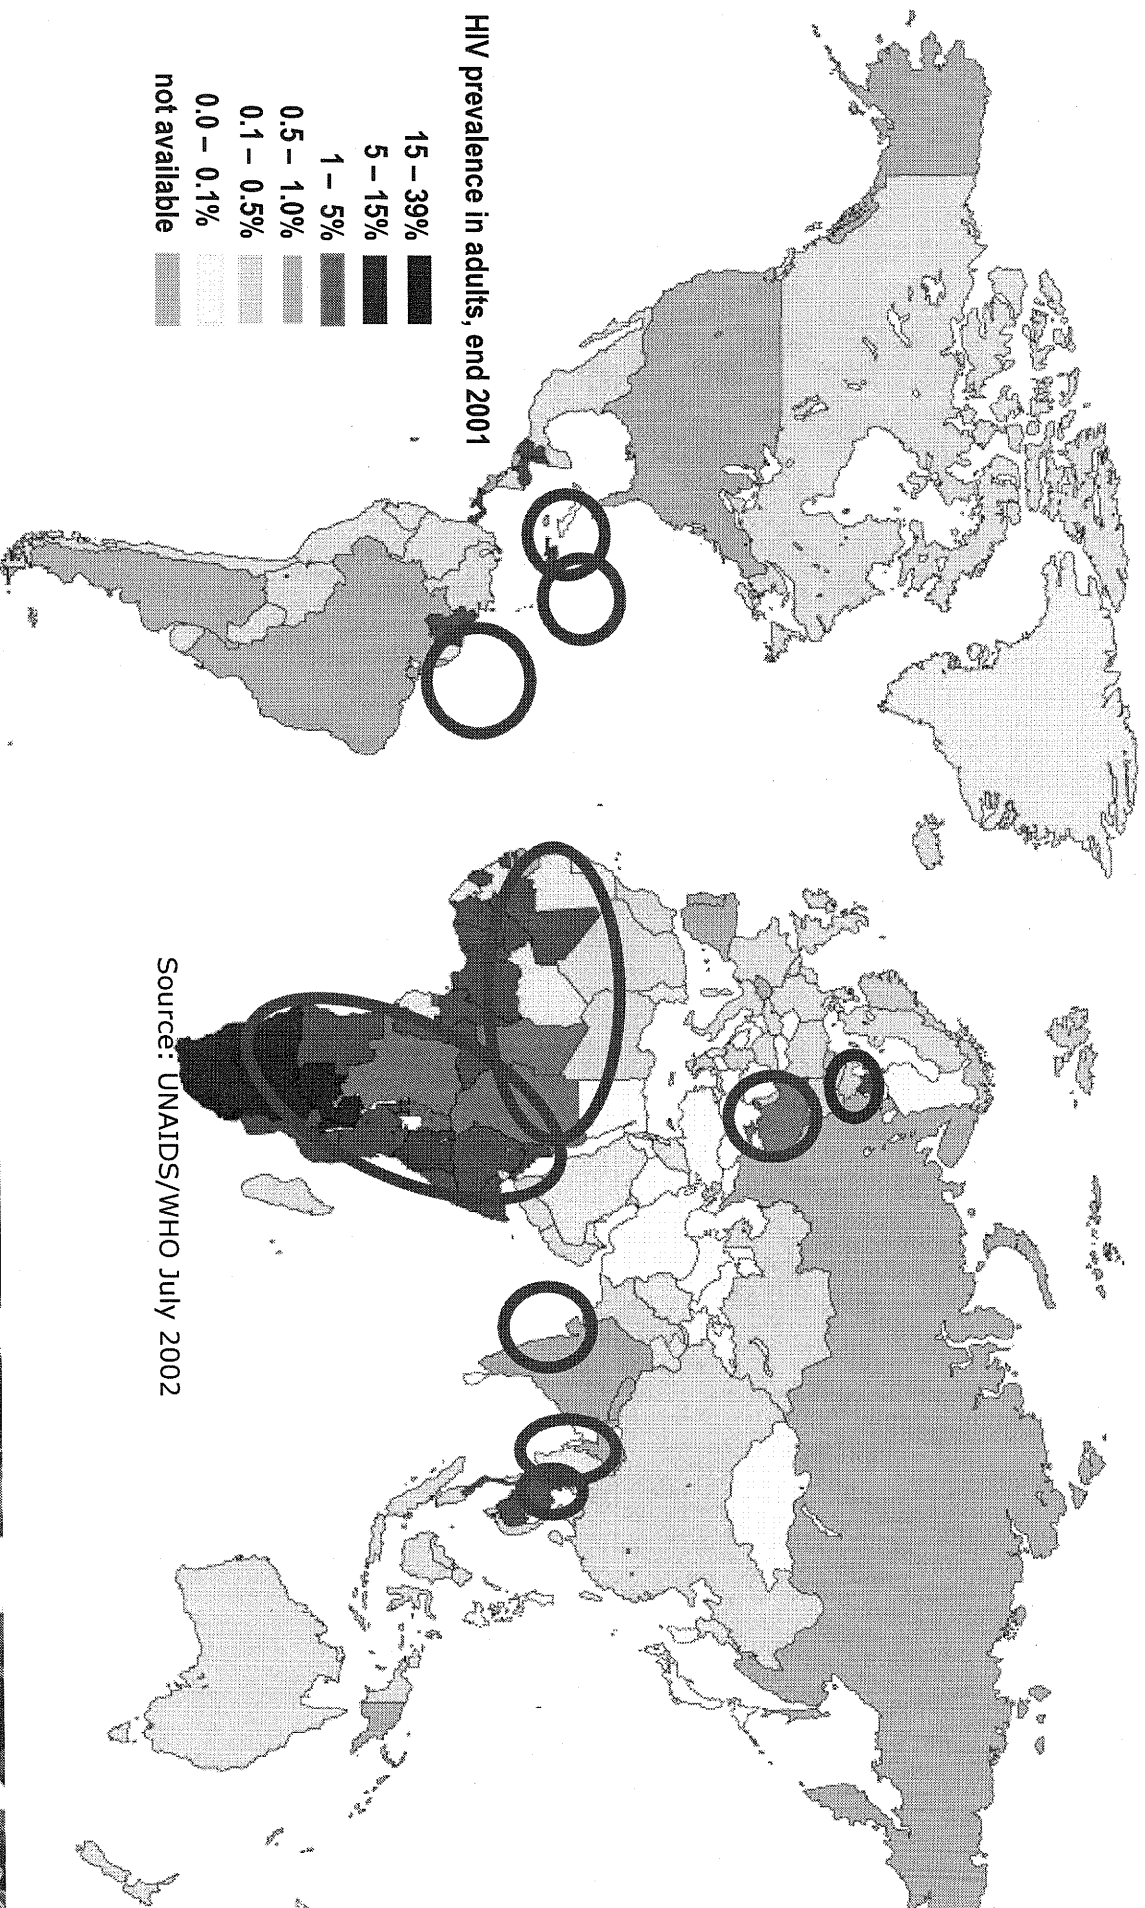 HIV prevalence in adults, end 2001
15 – 39%
5 – 15%
1 – 5%
0.5 – 1.0%
0.1 – 0.5%
0.0 – 0.1%
not available
Source: UNAIDS/WHO July 2002